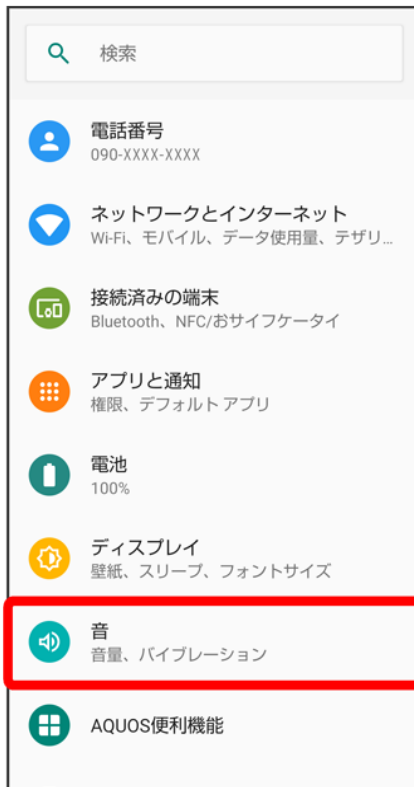 検索
電話番号
090-XXXX-XXXX
ネットワークとインターネット
Wi-Fi、モバイル、データ使用量、テザリ...
接続済みの端末
Bluetooth、NFC/おサイフケータイ
アプリと通知
権限、デフォルト アプリ
電池
100%
ディスプレイ
壁紙、スリープ、フォントサイズ
音
音量、バイブレーション
AQUOS便利機能